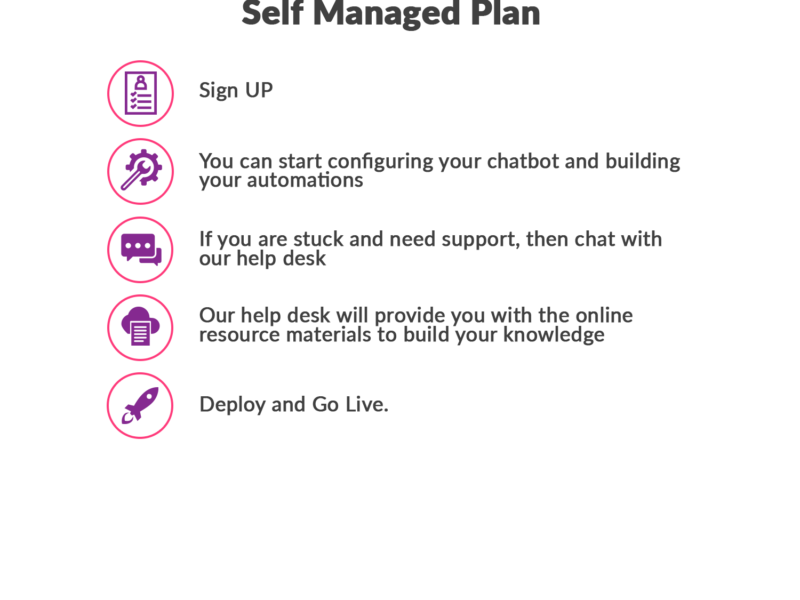 Self Managed Plan
Sign UP
You can start configuring your chatbot and building
your automations
If you are stuck and need support, then chat with
our help desk
Our help desk will provide you with the online
resource materials to build your knowledge
Deploy and Go Live.